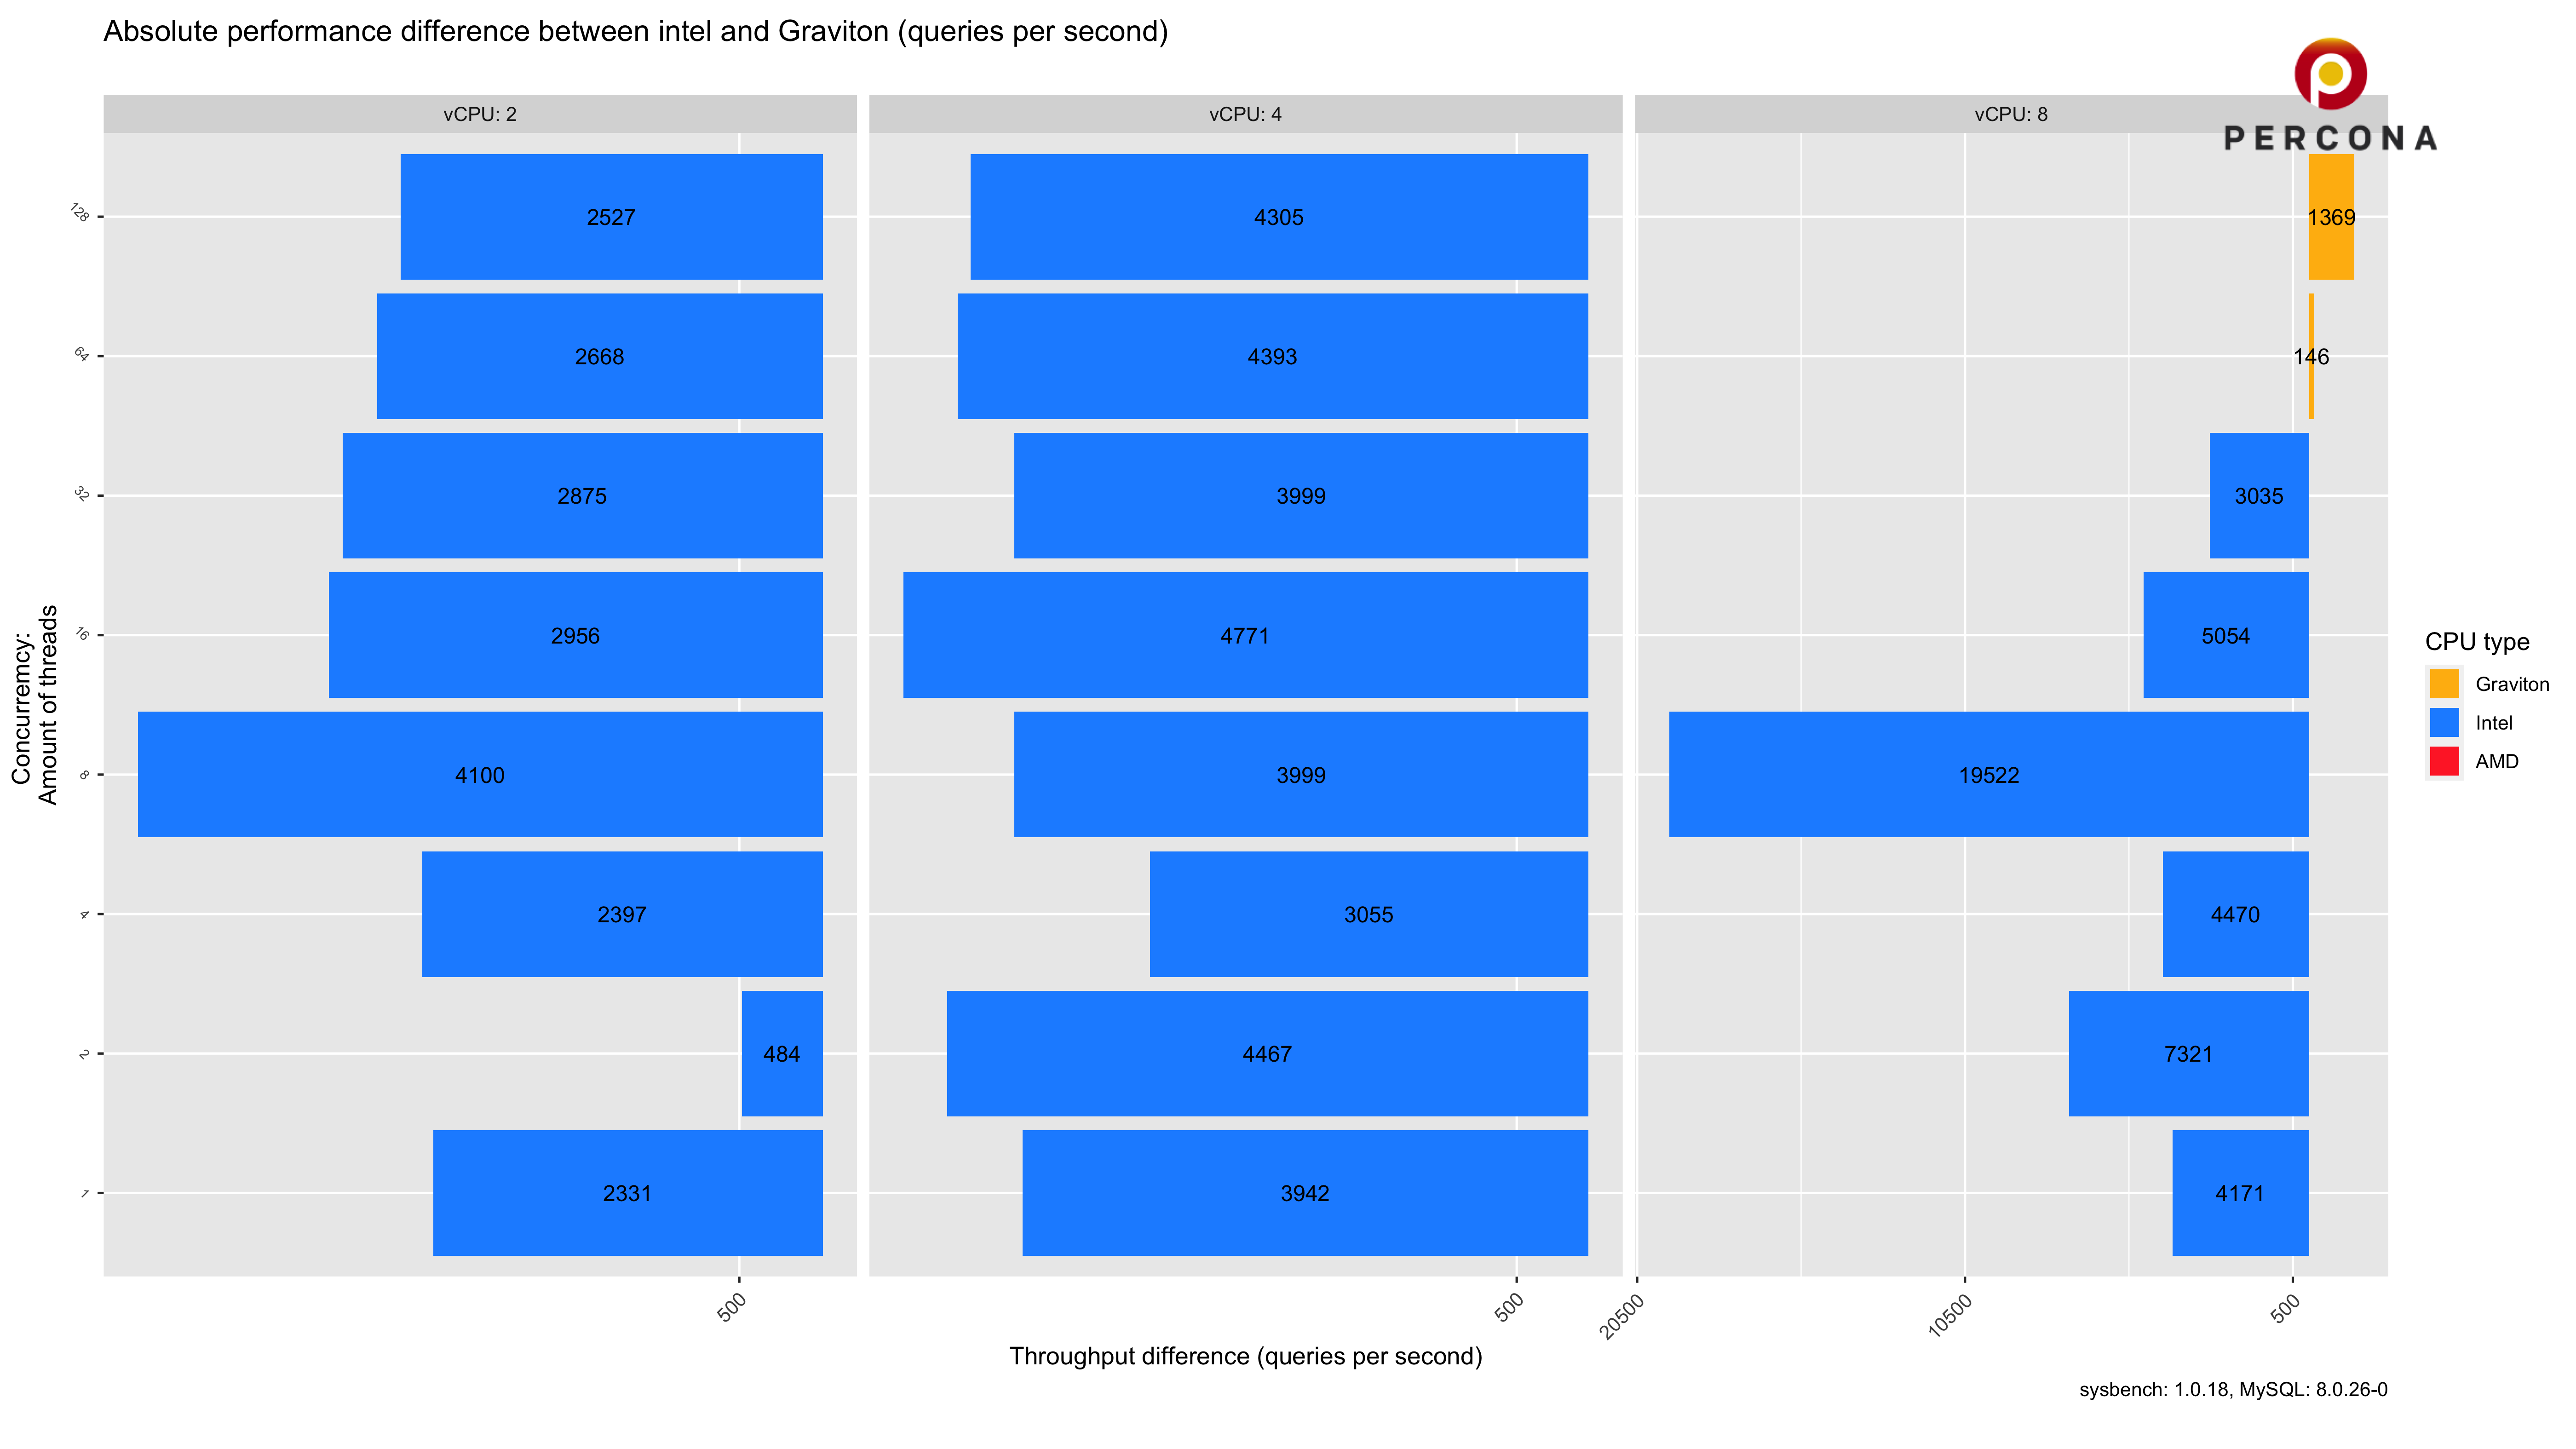 Absolute performance difference between intel and Graviton (queries per second)
PERCONA
vCPU: 2
vCPU: 4
vCPU: 8
128
2527
4305
1369
64
2668
4393
146
32
2875
3999
3035
16
2956
4771
5054
8
4100
3999
19522
4
2397
3055
4470
2
484
4467
7321
1
2331
3942
4171
Concurremcy:
Amount of threads
CPU type
Graviton
Intel
AMD
500
500
20500
10500
500
Throughput difference (queries per second)
sysbench: 1.0.18, MySQL: 8.0.26-0